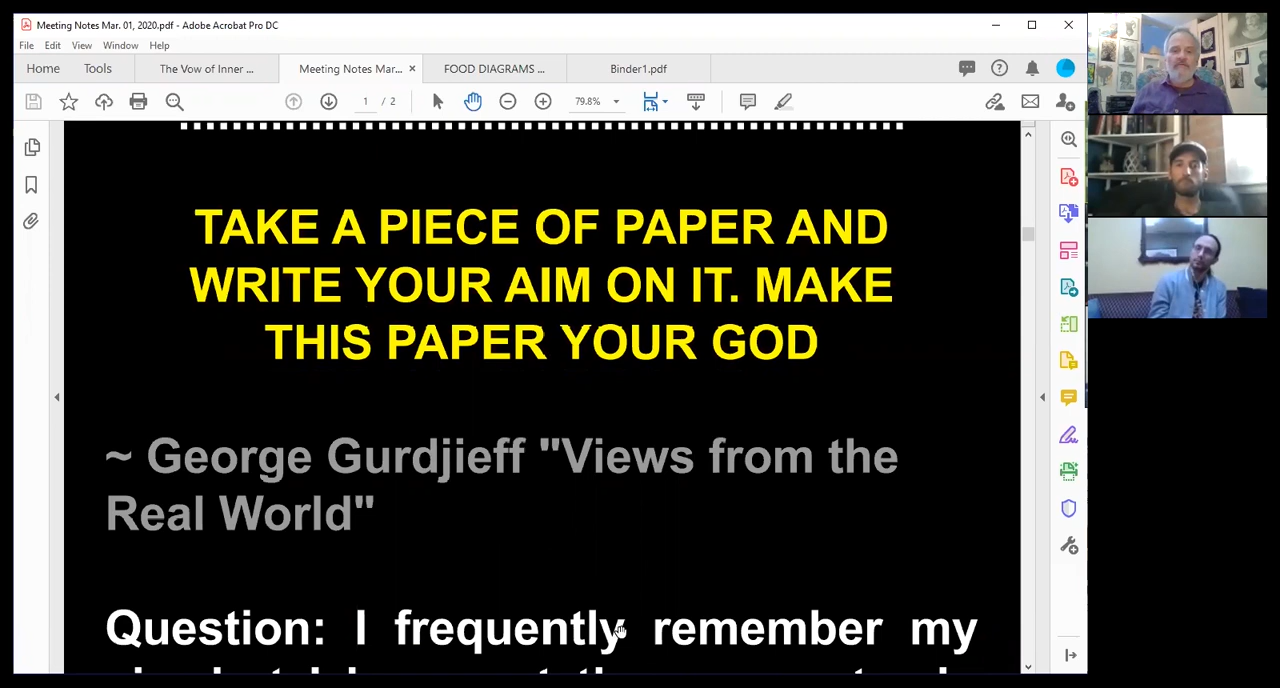 Meeting Notes Mar. 01, 2020.pdf - Adobe Acrobat Pro DC
File Edit View Window Help
Home Tools The Vow of Inner ... Meeting Notes Mar... × FOOD DIAGRAMS ... Binder1.pdf
1 / 2 79.8%
TAKE A PIECE OF PAPER AND
WRITE YOUR AIM ON IT. MAKE
THIS PAPER YOUR GOD
~ George Gurdjieff "Views from the
Real World"
Question: I frequently remember my